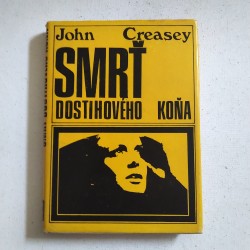 John Creasey
SMRŤ
DOSTIHOVÉHO KOŇA